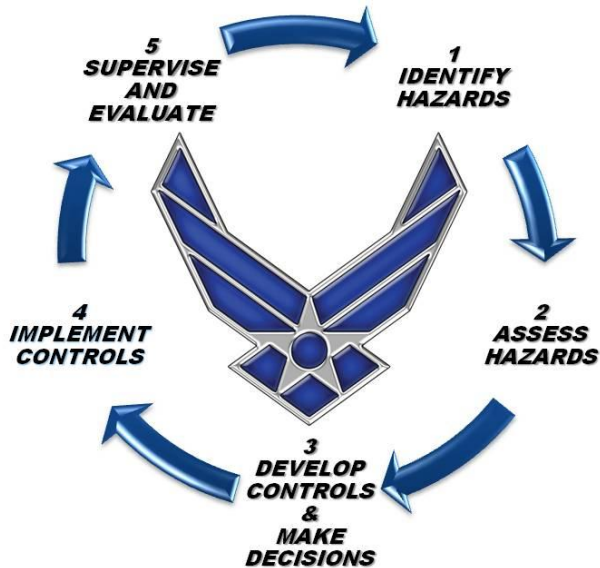 1
IDENTIFY
HAZARDS
2
ASSESS
HAZARDS
3
DEVELOP
CONTROLS
&
MAKE
DECISIONS
4
IMPLEMENT
CONTROLS
5
SUPERVISE
AND
EVALUATE